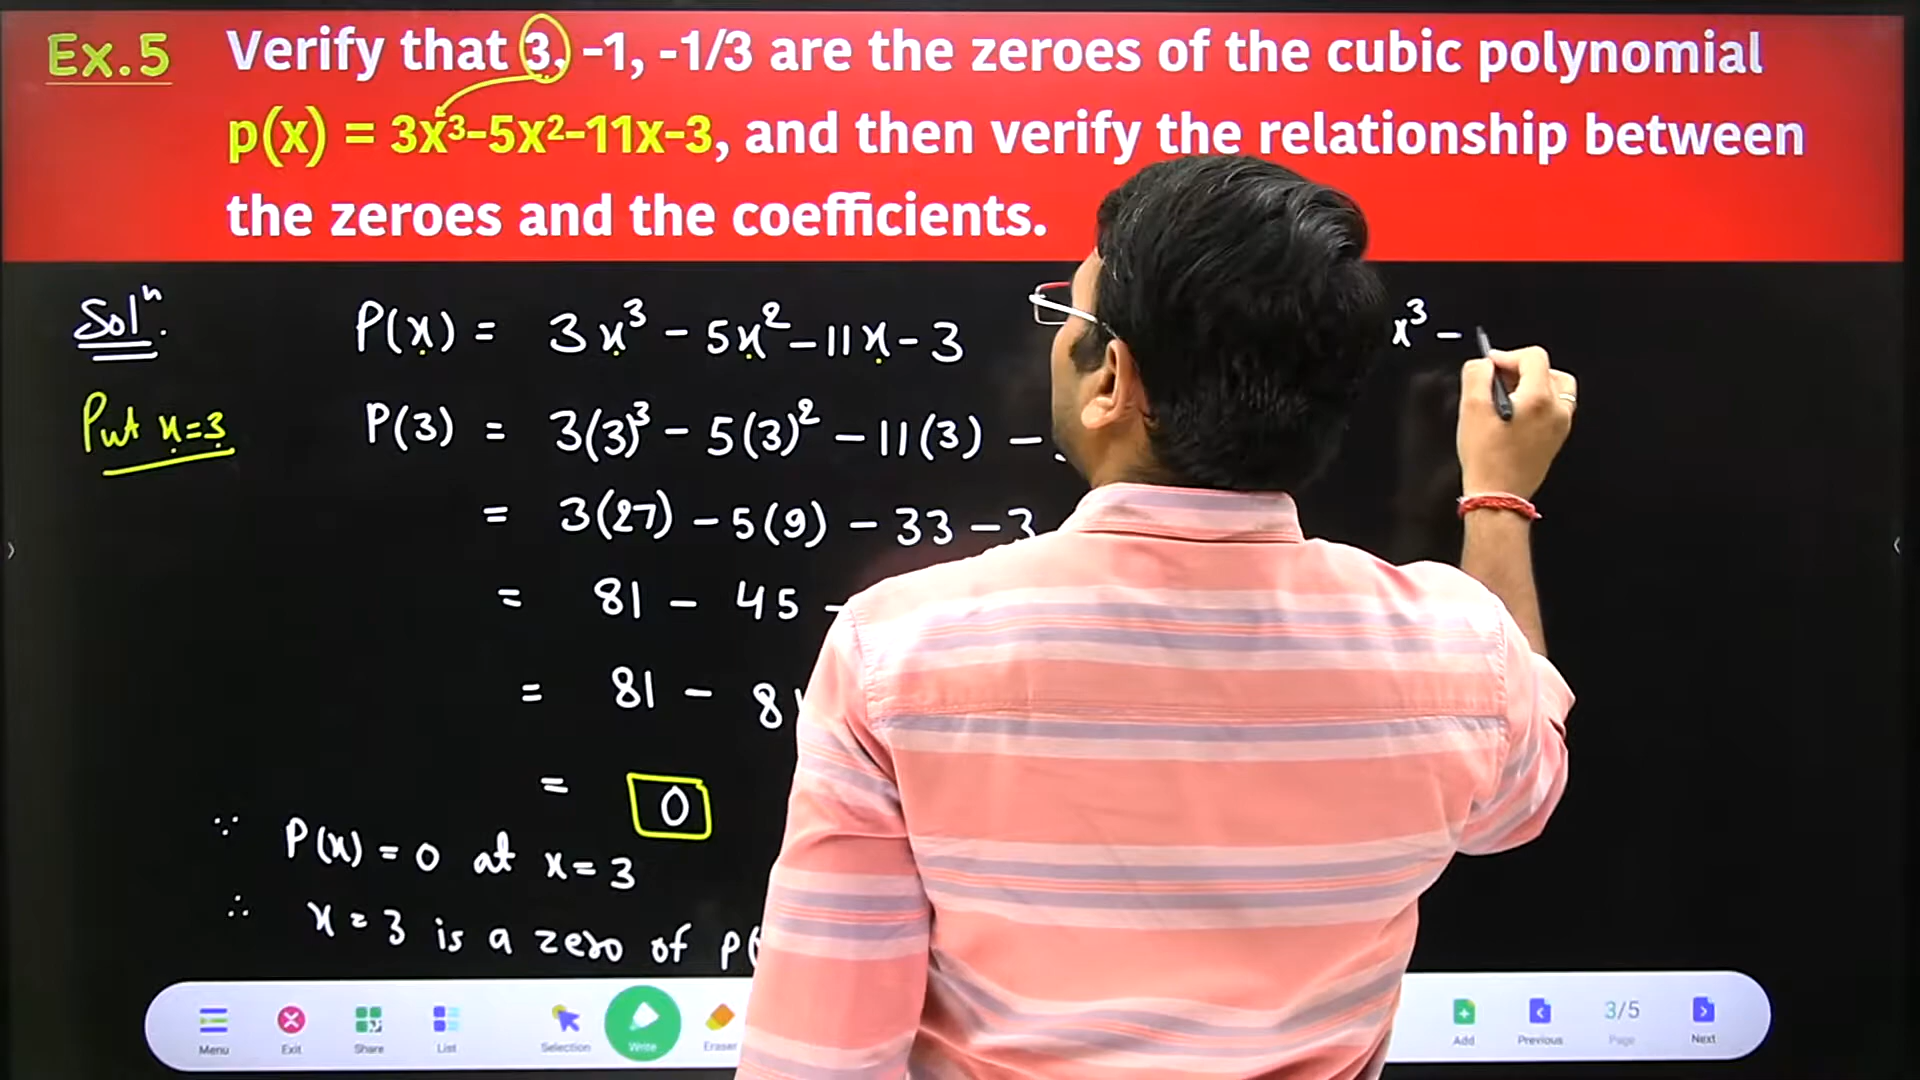 Ex.5 Verify that 3, -1, -1/3 are the zeroes of the cubic polynomial
p(x) = 3x³-5x²-11x-3, and then verify the relationship between
the zeroes and the coefficients.
Solⁿ.
P(x) = 3x³ - 5x² - 11x - 3
x³ -
Put x=3
P(3) = 3(3)³ - 5(3)² - 11(3) -
= 3(27) - 5(9) - 33 - 3
= 81 - 45 -
= 81 - 8
= 0
∵ P(x) = 0 at x = 3
∴ x = 3 is a zero of P(
Menu Exit Share List Selection Write Eraser Add Previous 3/5 Page Next